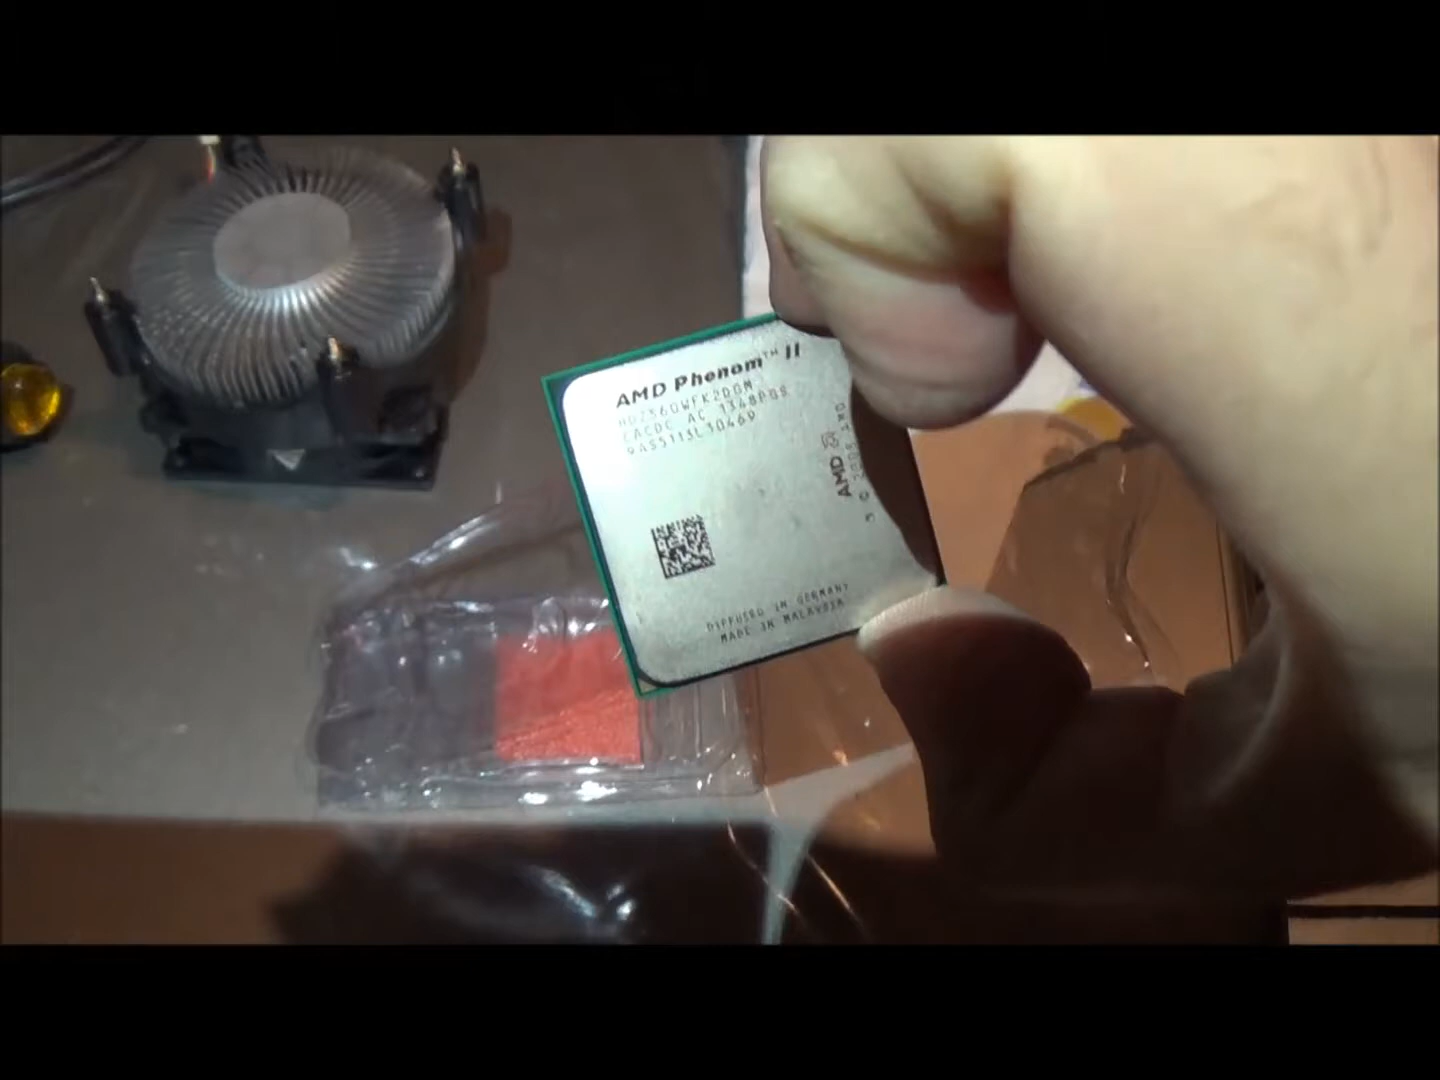 AMD Phenom™ II
HDZ560WFK2DGM
CACDC AC 1348PGS
9AS5113L30469
AMD
DIFFUSED IN GERMANY
MADE IN MALAYSIA